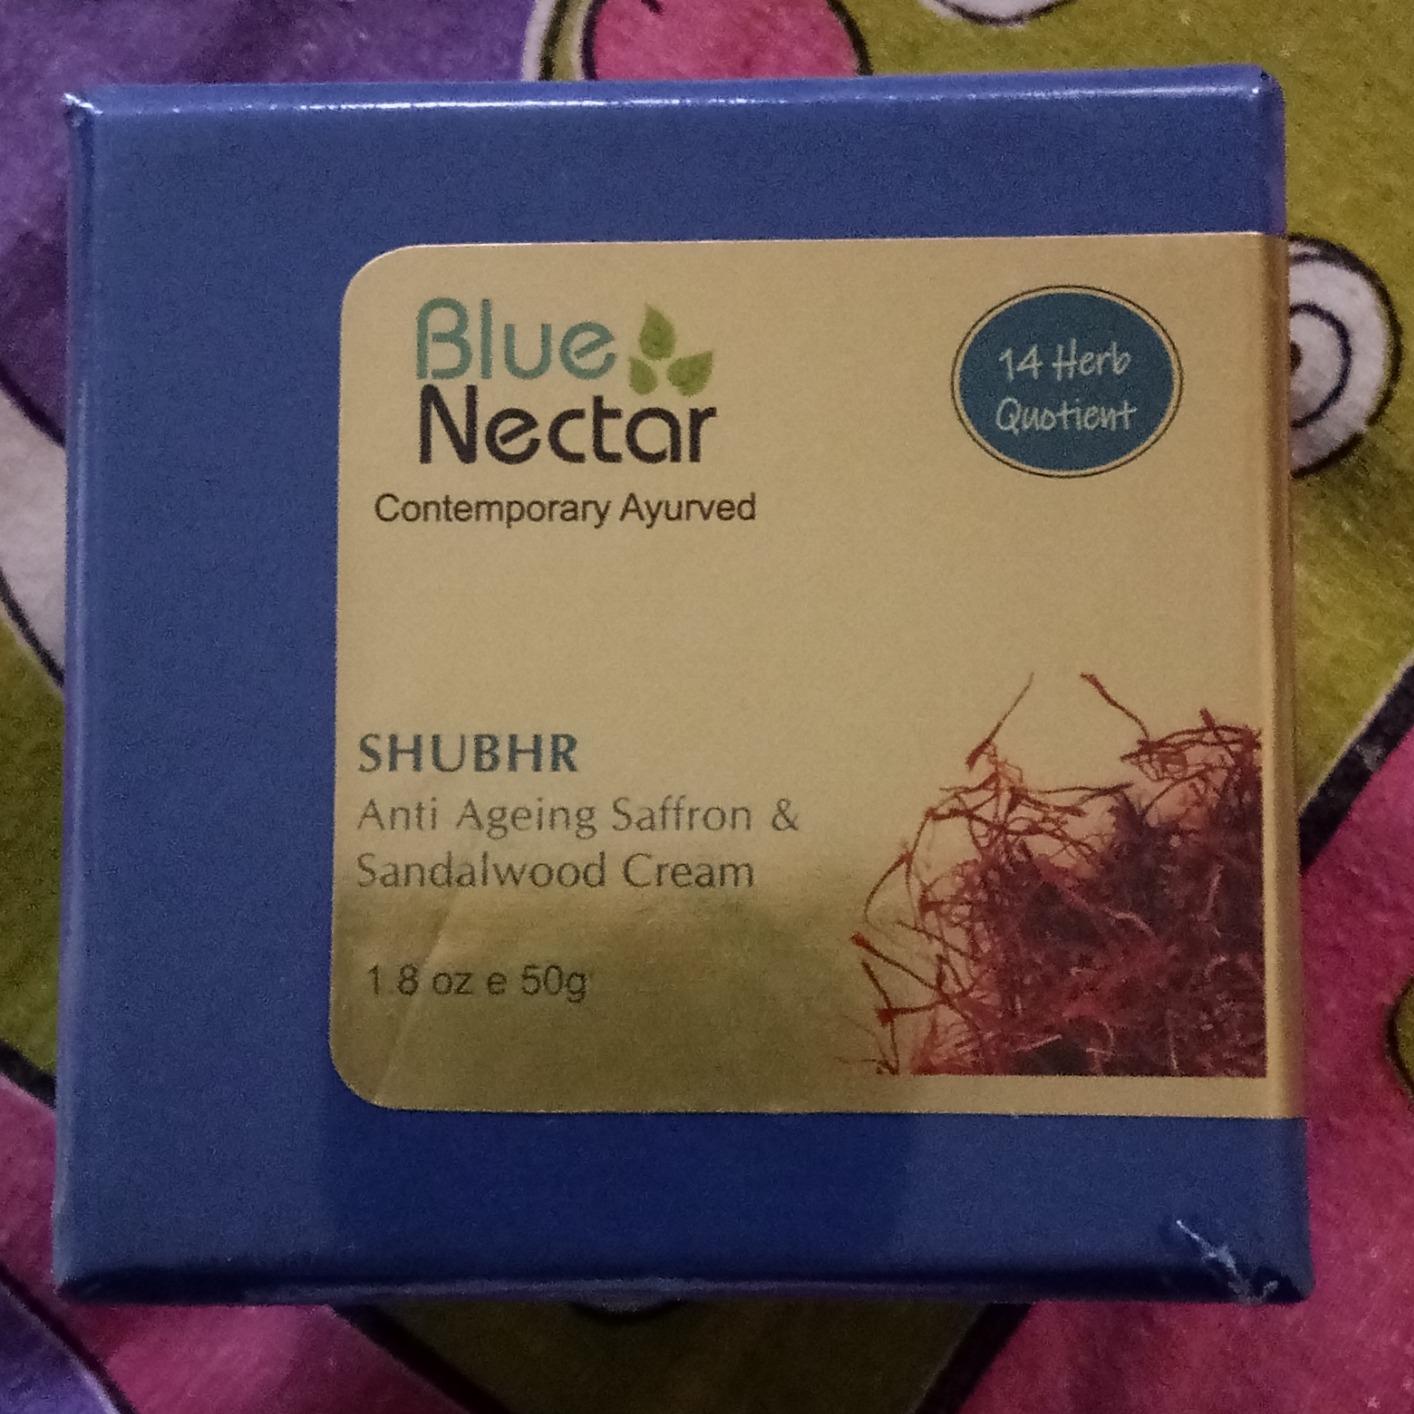 Blue
Nectar
Contemporary Ayurved
14 Herb
Quotient
SHUBHR
Anti Ageing Saffron &
Sandalwood Cream
1.8 oz e 50g